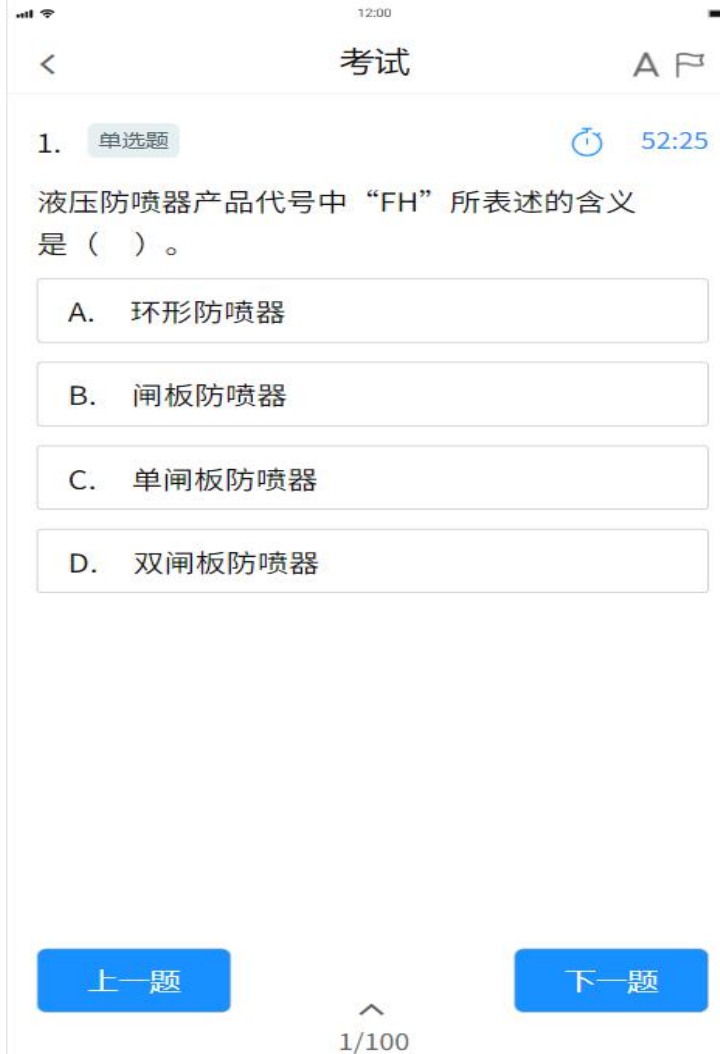 12:00
考试
A
1. 单选题 52:25
液压防喷器产品代号中“FH”所表述的含义
是（ ）。
A. 环形防喷器
B. 闸板防喷器
C. 单闸板防喷器
D. 双闸板防喷器
上一题 下一题
1/100